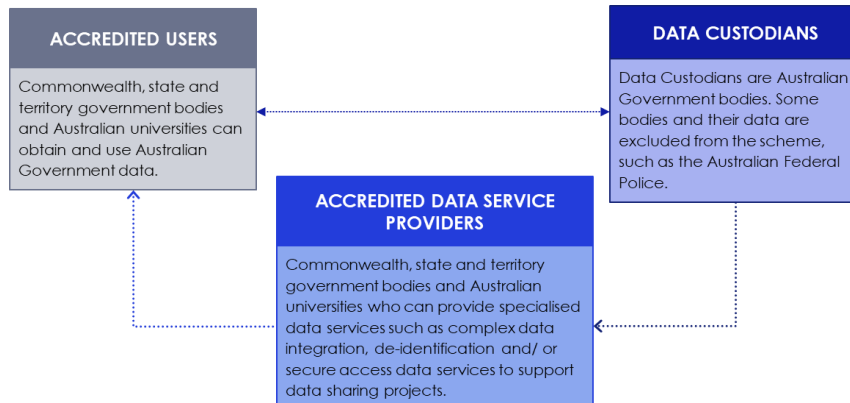 ACCREDITED USERS
Commonwealth, state and
territory government bodies
and Australian universities can
obtain and use Australian
Government data.
DATA CUSTODIANS
Data Custodians are Australian
Government bodies. Some
bodies and their data are
excluded from the scheme,
such as the Australian Federal
Police.
ACCREDITED DATA SERVICE
PROVIDERS
Commonwealth, state and territory
government bodies and Australian
universities who can provide specialised
data services such as complex data
integration, de-identification and/ or
secure access data services to support
data sharing projects.